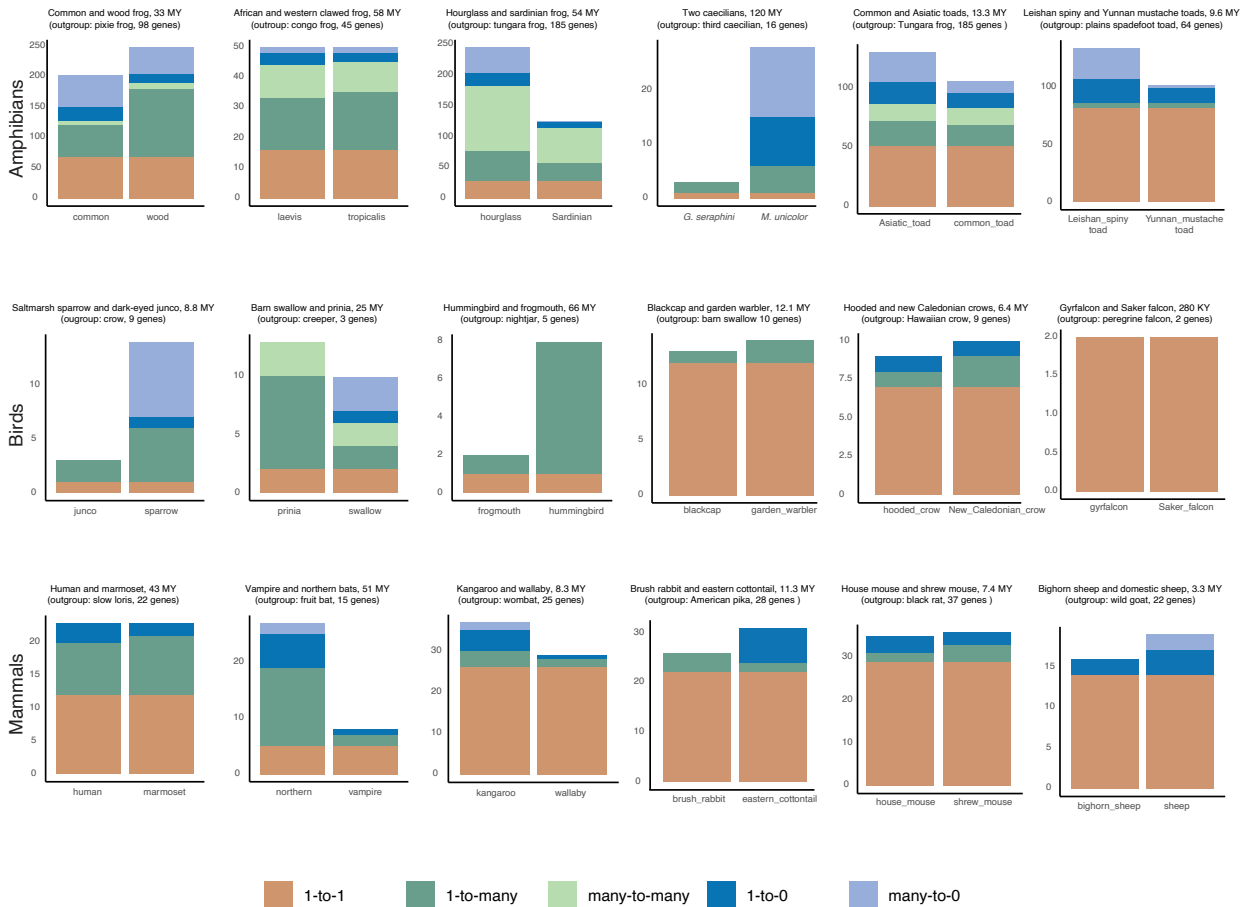 Amphibians
Common and wood frog, 33 MY
(outgroup: pixie frog, 98 genes)
250
200
150
100
50
0
common wood
African and western clawed frog, 58 MY
(outroup: congo frog, 45 genes)
50
40
30
20
10
0
laevis tropicalis
Hourglass and sardinian frog, 54 MY
(outgroup: tungara frog, 185 genes)
250
200
150
100
50
0
hourglass Sardinian
Two caecilians, 120 MY
(outgroup: third caecilian, 16 genes)
20
10
0
G. seraphini M. unicolor
Common and Asiatic toads, 13.3 MY
(outgroup: Tungara frog, 185 genes )
100
50
0
Asiatic_toad common_toad
Leishan spiny and Yunnan mustache toads, 9.6 MY
(outgroup: plains spadefoot toad, 64 genes)
100
50
0
Leishan_spiny Yunnan_mustache
toad toad
Birds
Saltmarsh sparrow and dark-eyed junco, 8.8 MY
(ougroup: crow, 9 genes)
10
5
0
junco sparrow
Barn swallow and prinia, 25 MY
(outgroup: creeper, 3 genes)
10
5
0
prinia swallow
Hummingbird and frogmouth, 66 MY
(outgroup: nightjar, 5 genes)
8
6
4
2
0
frogmouth hummingbird
Blackcap and garden warbler, 12.1 MY
(outgroup: barn swallow 10 genes)
10
5
0
blackcap garden_warbler
Hooded and new Caledonian crows, 6.4 MY
(outgroup: Hawaiian crow, 9 genes)
10
7.5
5.0
2.5
0
hooded_crow New_Caledonian_crow
Gyrfalcon and Saker falcon, 280 KY
(outgroup: peregrine falcon, 2 genes)
2.0
1.5
1.0
0.5
0.0
gyrfalcon Saker_falcon
Mammals
Human and marmoset, 43 MY
(outgroup: slow loris, 22 genes)
20
15
10
5
0
human marmoset
Vampire and northern bats, 51 MY
(outgroup: fruit bat, 15 genes)
20
10
0
northern vampire
Kangaroo and wallaby, 8.3 MY
(outgroup: wombat, 25 genes)
30
20
10
0
kangaroo wallaby
Brush rabbit and eastern cottontail, 11.3 MY
(outgroup: American pika, 28 genes )
30
20
10
0
brush_rabbit eastern_cottontail
House mouse and shrew mouse, 7.4 MY
(outgroup: black rat, 37 genes )
30
20
10
0
house_mouse shrew_mouse
Bighorn sheep and domestic sheep, 3.3 MY
(outgroup: wild goat, 22 genes)
15
10
5
0
bighorn_sheep sheep
1-to-1 1-to-many many-to-many 1-to-0 many-to-0